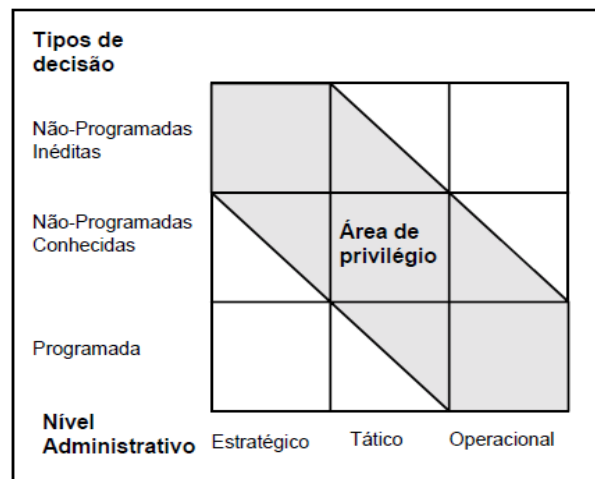 Tipos de
decisão
Não-Programadas
Inéditas
Não-Programadas
Conhecidas
Área de
privilégio
Programada
Nível
Administrativo
Estratégico
Tático
Operacional